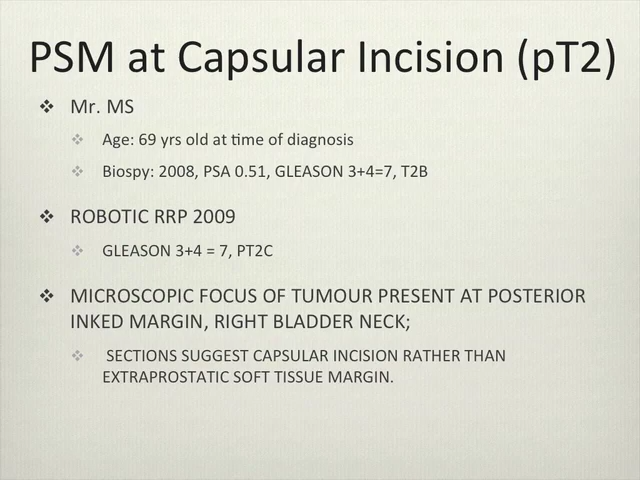 PSM at Capsular Incision (pT2)
❖ Mr. MS
❖ Age: 69 yrs old at time of diagnosis
❖ Biospy: 2008, PSA 0.51, GLEASON 3+4=7, T2B
❖ ROBOTIC RRP 2009
❖ GLEASON 3+4 = 7, PT2C
❖ MICROSCOPIC FOCUS OF TUMOUR PRESENT AT POSTERIOR
INKED MARGIN, RIGHT BLADDER NECK;
❖ SECTIONS SUGGEST CAPSULAR INCISION RATHER THAN
EXTRAPROSTATIC SOFT TISSUE MARGIN.